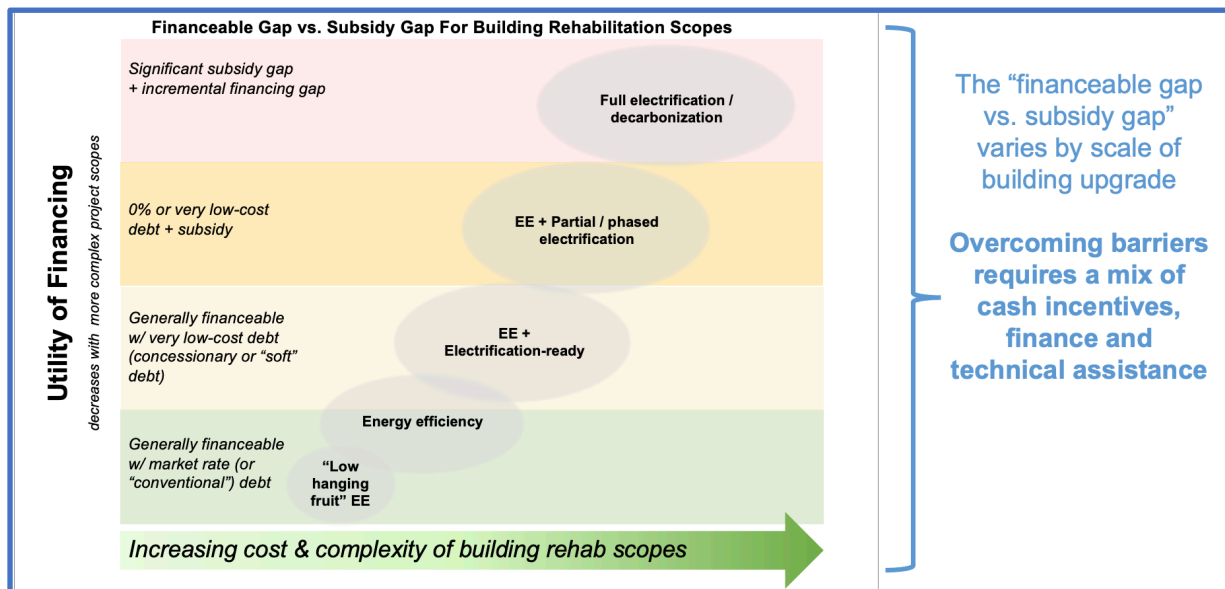 Financeable Gap vs. Subsidy Gap For Building Rehabilitation Scopes
Utility of Financing
decreases with more complex project scopes
Significant subsidy gap
+ incremental financing gap
Full electrification /
decarbonization
0% or very low-cost
debt + subsidy
EE + Partial / phased
electrification
Generally financeable
w/ very low-cost debt
(concessionary or “soft”
debt)
EE +
Electrification-ready
Energy efficiency
Generally financeable
w/ market rate (or
“conventional”) debt
“Low
hanging
fruit” EE
Increasing cost & complexity of building rehab scopes
The “financeable gap
vs. subsidy gap”
varies by scale of
building upgrade
Overcoming barriers
requires a mix of
cash incentives,
finance and
technical assistance